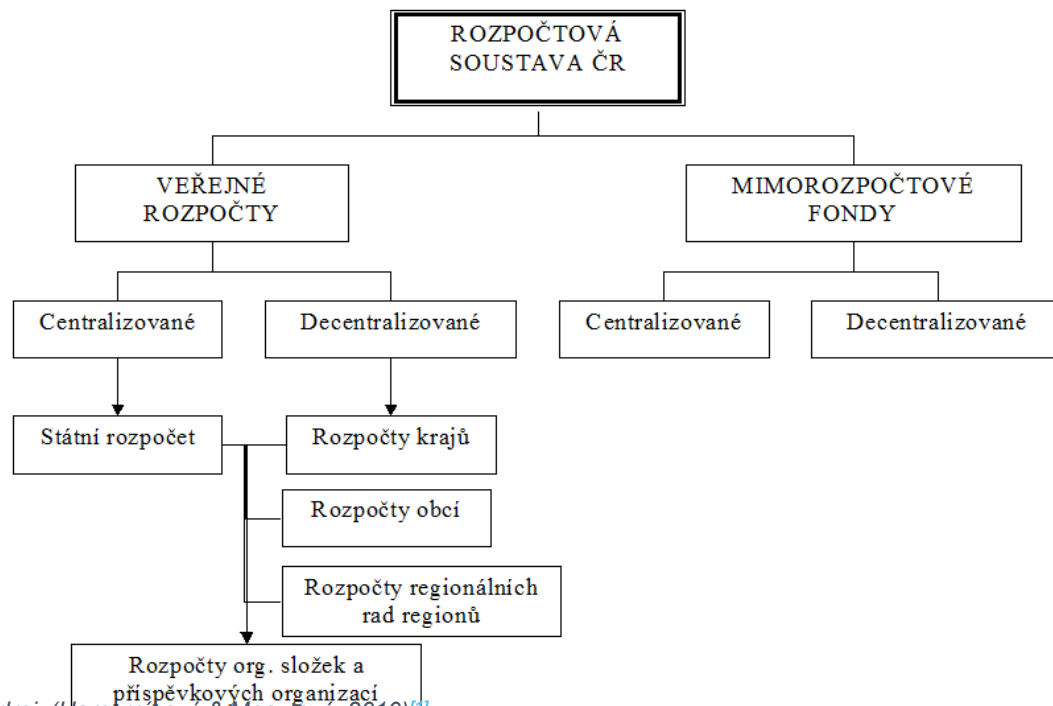 ROZPOČTOVÁ
SOUSTAVA ČR
VEŘEJNÉ
ROZPOČTY
MIMOROZPOČTOVÉ
FONDY
Centralizované
Decentralizované
Centralizované
Decentralizované
Státní rozpočet
Rozpočty krajů
Rozpočty obcí
Rozpočty regionálních
rad regionů
Rozpočty org. složek a
příspěvkových organizací